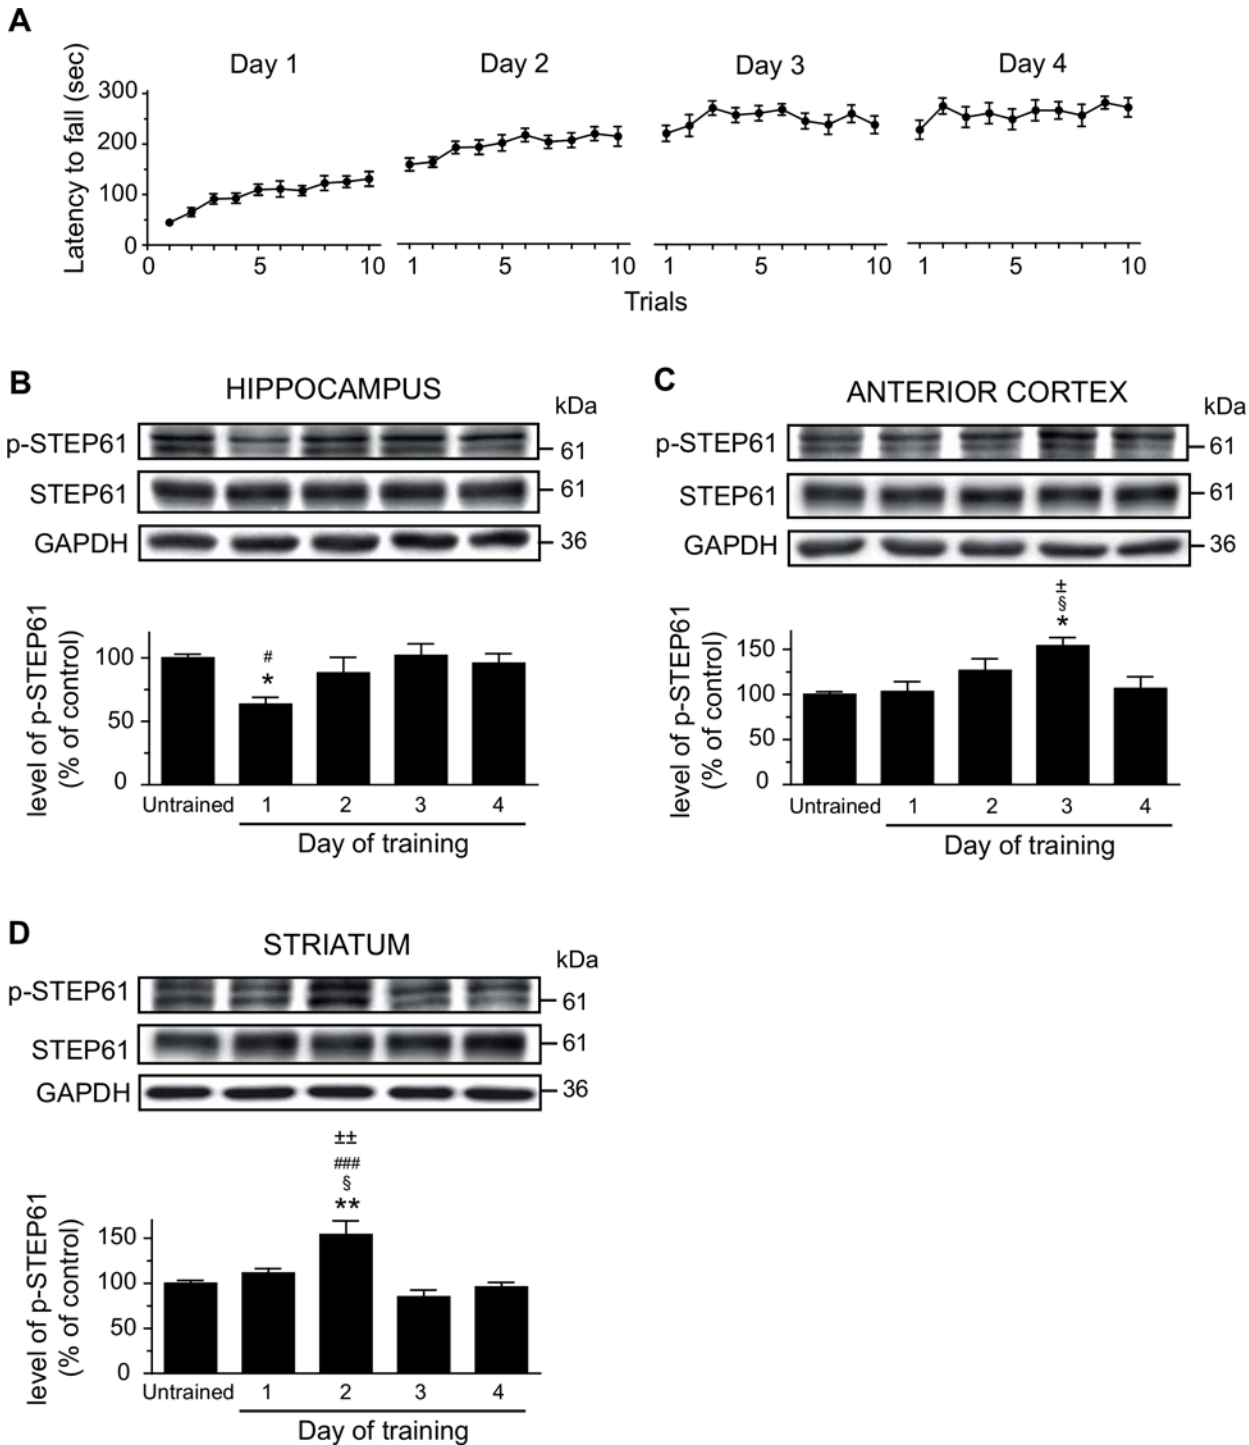 A
Day 1
Day 2
Day 3
Day 4
Latency to fall (sec)
300
200
100
0
0 5 10
1 5 10
1 5 10
1 5 10
Trials
B
HIPPOCAMPUS
kDa
p-STEP61
61
STEP61
61
GAPDH
36
level of p-STEP61
(% of control)
100
50
0
#
*
Untrained 1 2 3 4
Day of training
C
ANTERIOR CORTEX
kDa
p-STEP61
61
STEP61
61
GAPDH
36
level of p-STEP61
(% of control)
150
100
50
0
±
§
*
Untrained 1 2 3 4
Day of training
D
STRIATUM
kDa
p-STEP61
61
STEP61
61
GAPDH
36
level of p-STEP61
(% of control)
150
100
50
0
±±
###
§
**
Untrained 1 2 3 4
Day of training